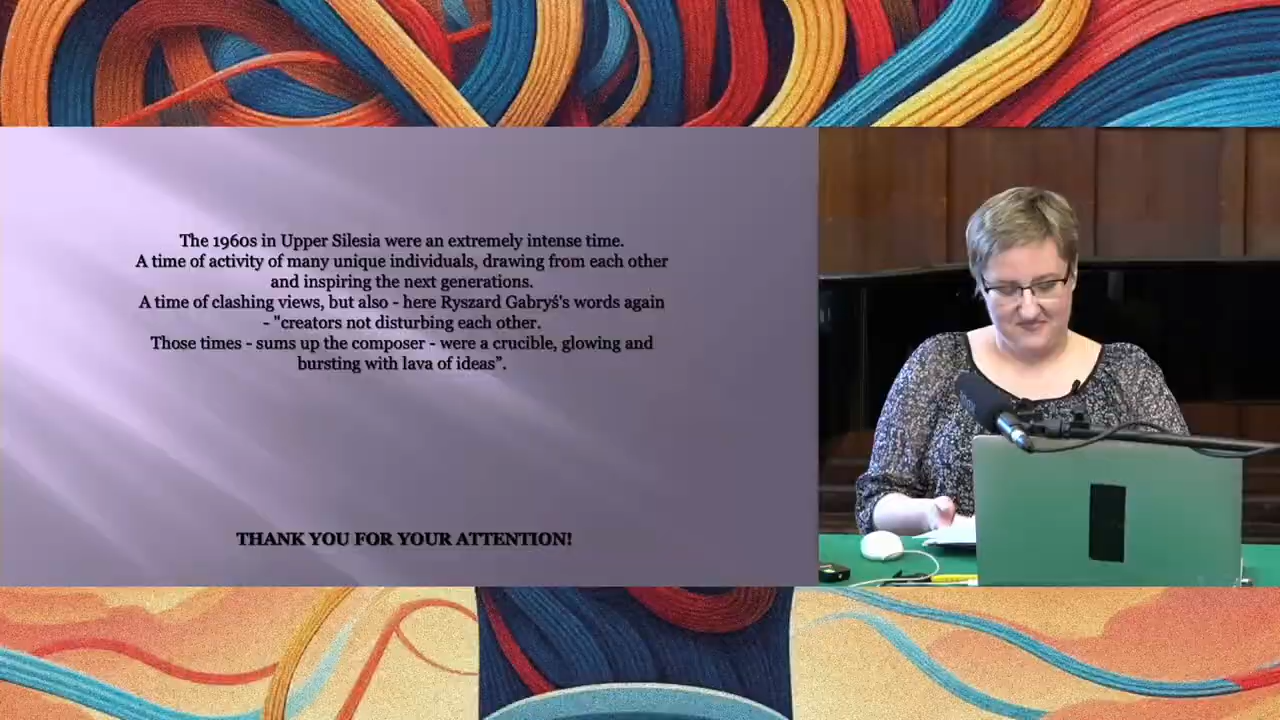 The 1960s in Upper Silesia were an extremely intense time.
A time of activity of many unique individuals, drawing from each other
and inspiring the next generations.
A time of clashing views, but also - here Ryszard Gabryś's words again
- "creators not disturbing each other.
Those times - sums up the composer - were a crucible, glowing and
bursting with lava of ideas”.
THANK YOU FOR YOUR ATTENTION!